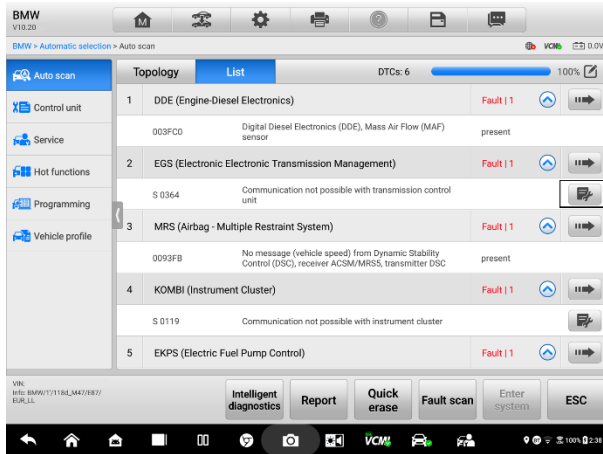 BMW
V10.20
BMW > Automatic selection > Auto scan
VCMI 0.0V
Auto scan
Topology List DTCs: 6 100%
1 DDE (Engine-Diesel Electronics) Fault | 1
Control unit
003FC0 Digital Diesel Electronics (DDE), Mass Air Flow (MAF) sensor present
Service
2 EGS (Electronic Electronic Transmission Management) Fault | 1
Hot functions
S 0364 Communication not possible with transmission control unit
Programming
3 MRS (Airbag - Multiple Restraint System) Fault | 1
Vehicle profile
0093FB No message (vehicle speed) from Dynamic Stability Control (DSC), receiver ACSM/MRS5, transmitter DSC present
4 KOMBI (Instrument Cluster) Fault | 1
S 0119 Communication not possible with instrument cluster
5 EKPS (Electric Fuel Pump Control) Fault | 1
VIN:
Info: BMW/1'/118d_M47/E87/
EUR_LL
Intelligent diagnostics
Report
Quick erase
Fault scan
Enter system
ESC
VCMI
100% 2:38